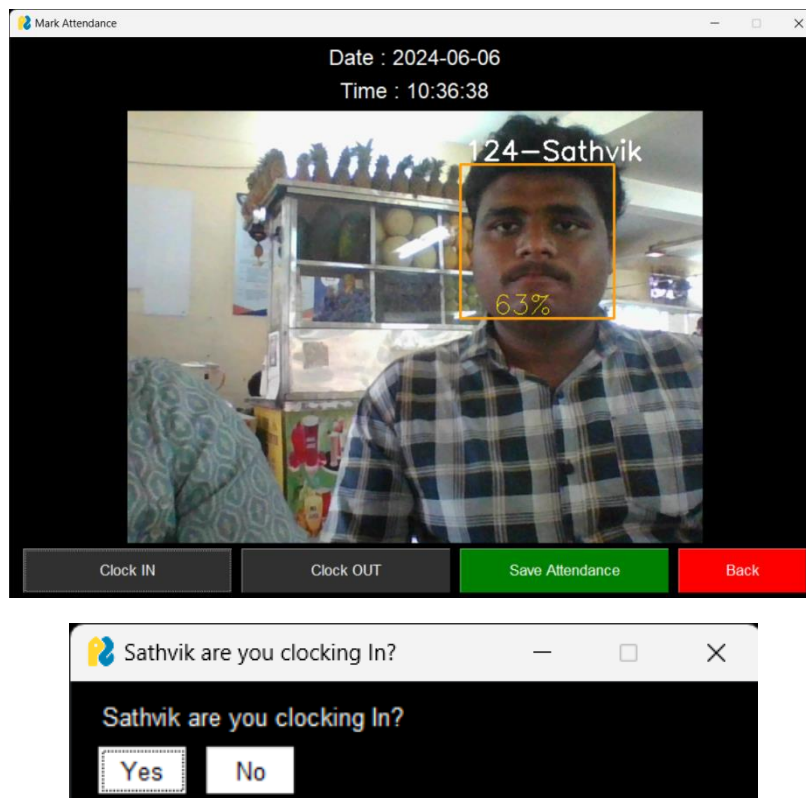 Mark Attendance
Date : 2024-06-06
Time : 10:36:38
124-Sathvik
63%
Clock IN
Clock OUT
Save Attendance
Back
Sathvik are you clocking In?
Sathvik are you clocking In?
Yes
No